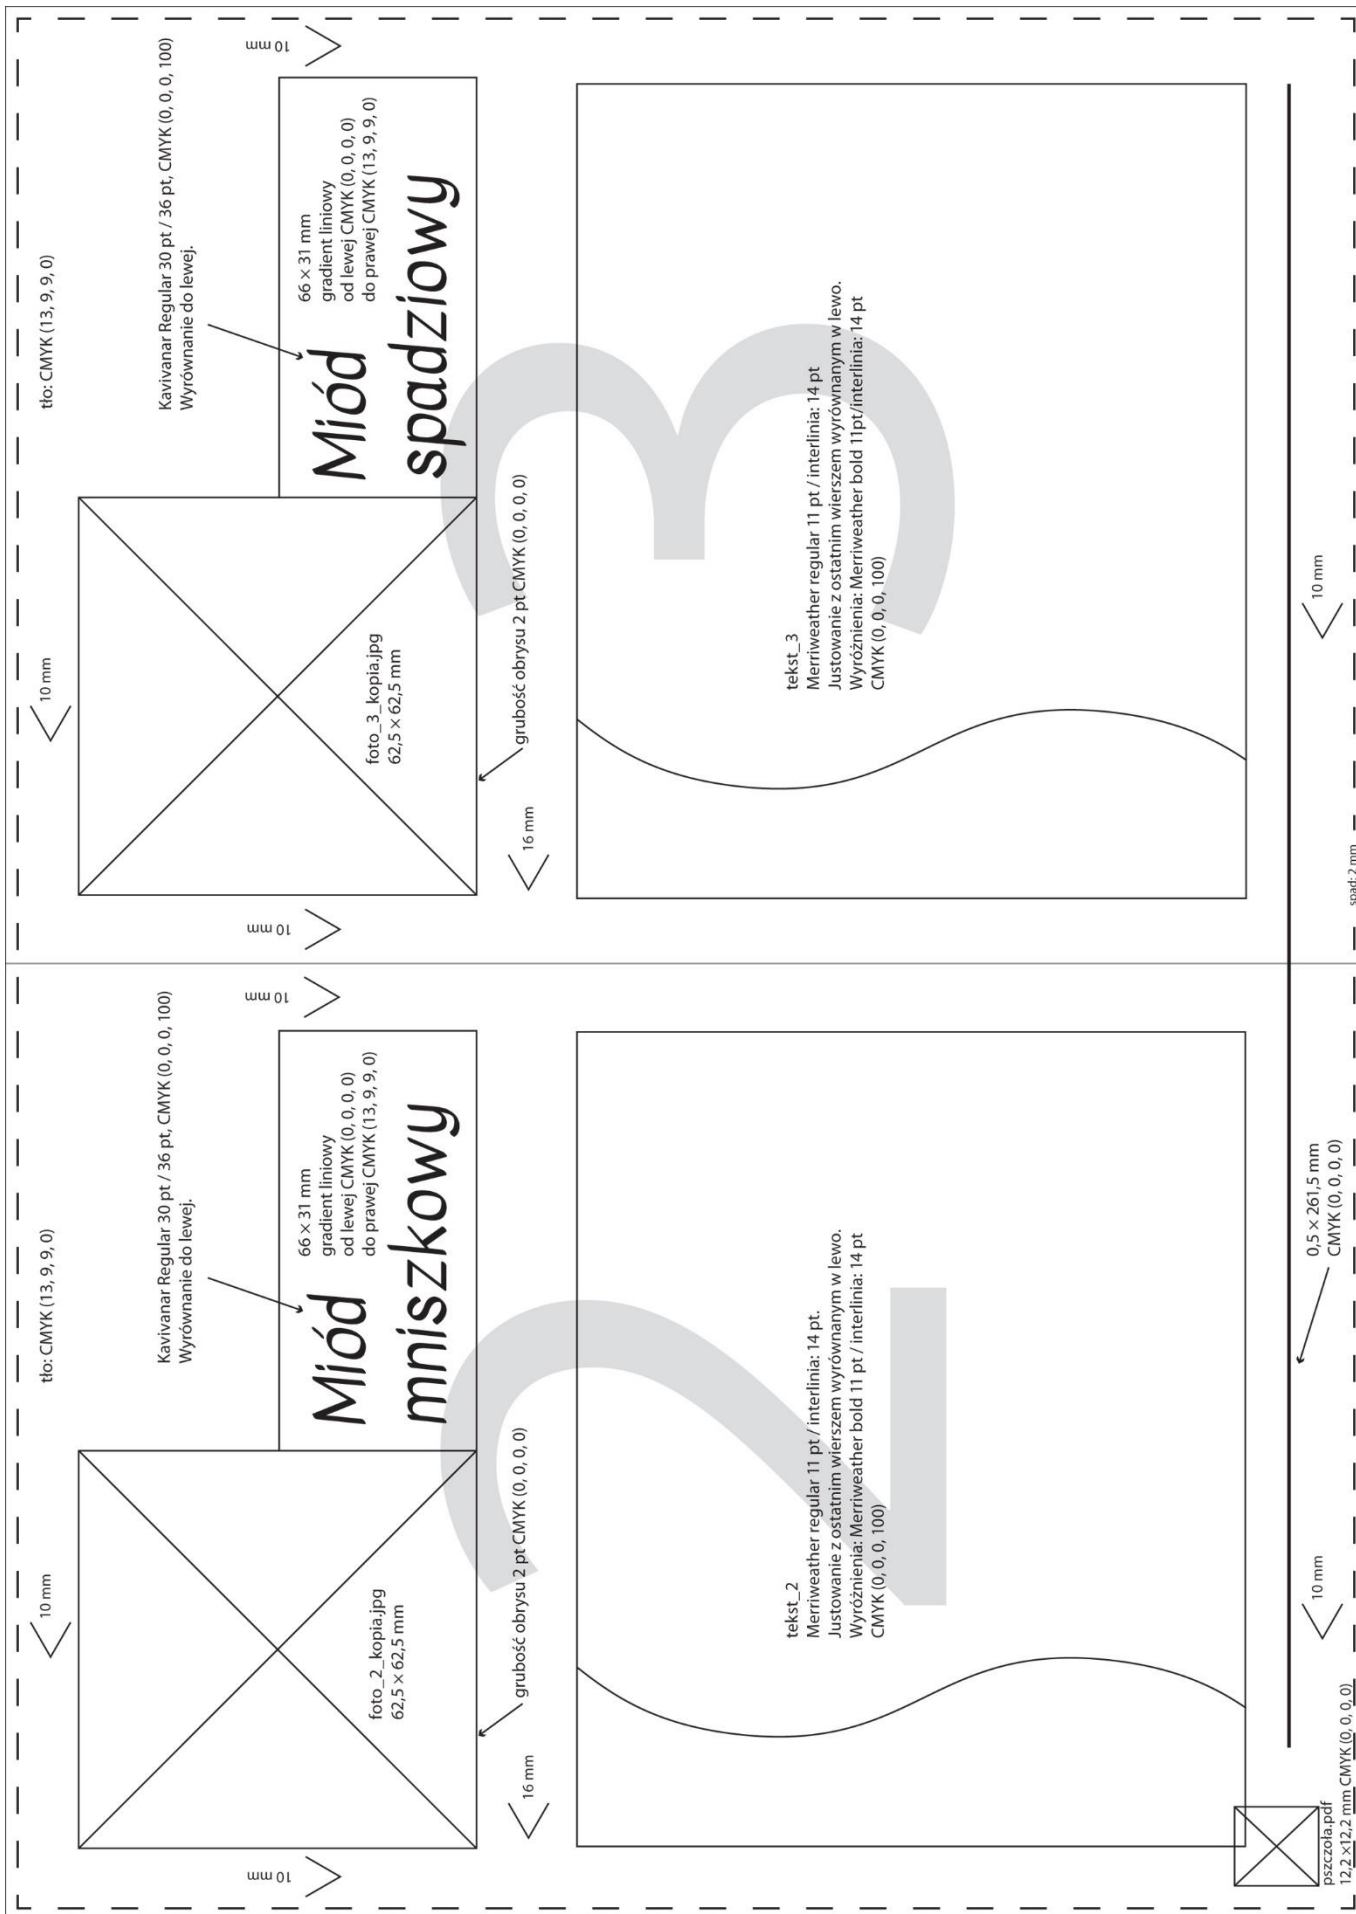 tło: CMYK (13, 9, 9, 0)
10 mm
10 mm
10 mm
Kavivanar Regular 30 pt / 36 pt, CMYK (0, 0, 0, 100)
Wyrównanie do lewej.
foto_2_kopia.jpg
62,5 × 62,5 mm
66 × 31 mm
gradient liniowy
od lewej CMYK (0, 0, 0, 0)
do prawej CMYK (13, 9, 9, 0)
Miód
mniszkowy
grubość obrysu 2 pt CMYK (0, 0, 0, 0)
16 mm
2
tekst_2
Merriweather regular 11 pt / interlinia: 14 pt.
Justowanie z ostatnim wierszem wyrównanym w lewo.
Wyróżnienia: Merriweather bold 11 pt / interlinia: 14 pt
CMYK (0, 0, 0, 100)
10 mm
0,5 × 261,5 mm
CMYK (0, 0, 0, 0)
pszczoła.pdf
12,2 ×12,2 mm CMYK (0, 0, 0, 0)
tło: CMYK (13, 9, 9, 0)
10 mm
10 mm
10 mm
Kavivanar Regular 30 pt / 36 pt, CMYK (0, 0, 0, 100)
Wyrównanie do lewej.
foto_3_kopia.jpg
62,5 × 62,5 mm
66 × 31 mm
gradient liniowy
od lewej CMYK (0, 0, 0, 0)
do prawej CMYK (13, 9, 9, 0)
Miód
spadziowy
grubość obrysu 2 pt CMYK (0, 0, 0, 0)
16 mm
3
tekst_3
Merriweather regular 11 pt / interlinia: 14 pt
Justowanie z ostatnim wierszem wyrównanym w lewo.
Wyróżnienia: Merriweather bold 11pt/interlinia: 14 pt
CMYK (0, 0, 0, 100)
10 mm
spad: 2 mm